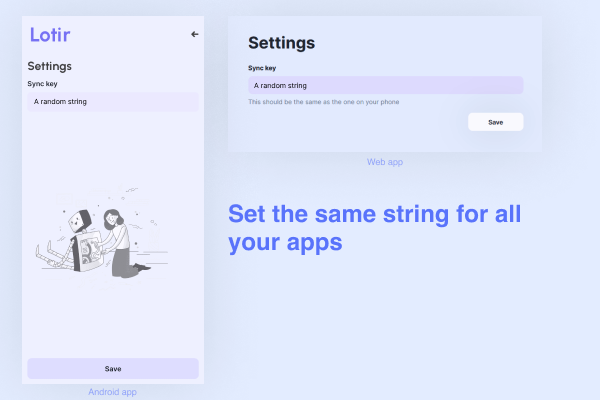 Lotir
←
Settings
Sync key
A random string
Save
Android app
Settings
Sync key
A random string
This should be the same as the one on your phone
Save
Web app
Set the same string for all
your apps